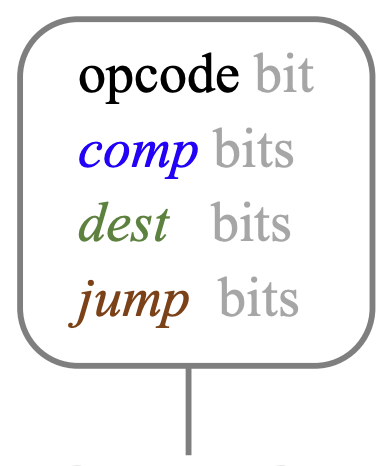 opcode bit
comp bits
dest bits
jump bits